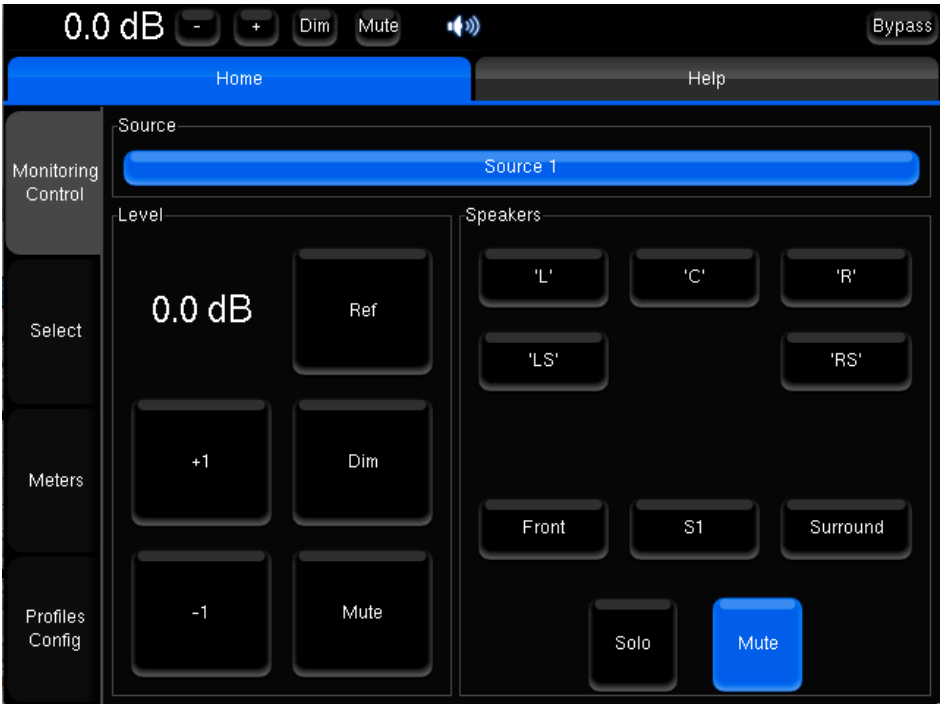 0.0 dB - + Dim Mute Bypass
Home Help
Source
Monitoring
Control
Source 1
Level
Speakers
0.0 dB
Ref
'L' 'C' 'R'
'LS' 'RS'
Select
+1 Dim
Meters
Front S1 Surround
-1 Mute
Profiles
Config
Solo Mute